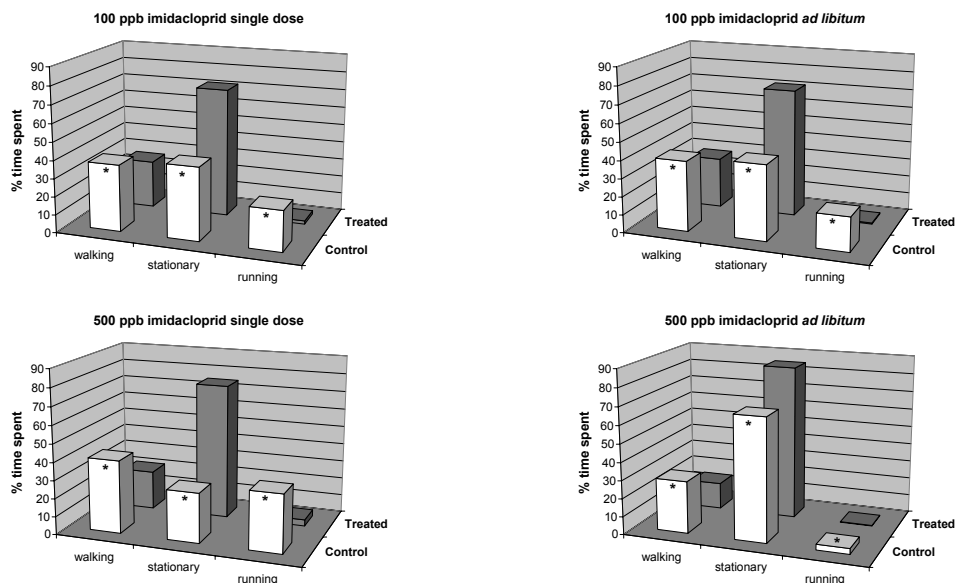 100 ppb imidacloprid single dose
% time spent
90
80
70
60
50
40
30
20
10
0
*
*
*
walking
stationary
running
Treated
Control
100 ppb imidacloprid ad libitum
% time spent
90
80
70
60
50
40
30
20
10
0
*
*
*
walking
stationary
running
Treated
Control
500 ppb imidacloprid single dose
% time spent
90
80
70
60
50
40
30
20
10
0
*
*
*
walking
stationary
running
Treated
Control
500 ppb imidacloprid ad libitum
% time spent
90
80
70
60
50
40
30
20
10
0
*
*
*
walking
stationary
running
Treated
Control